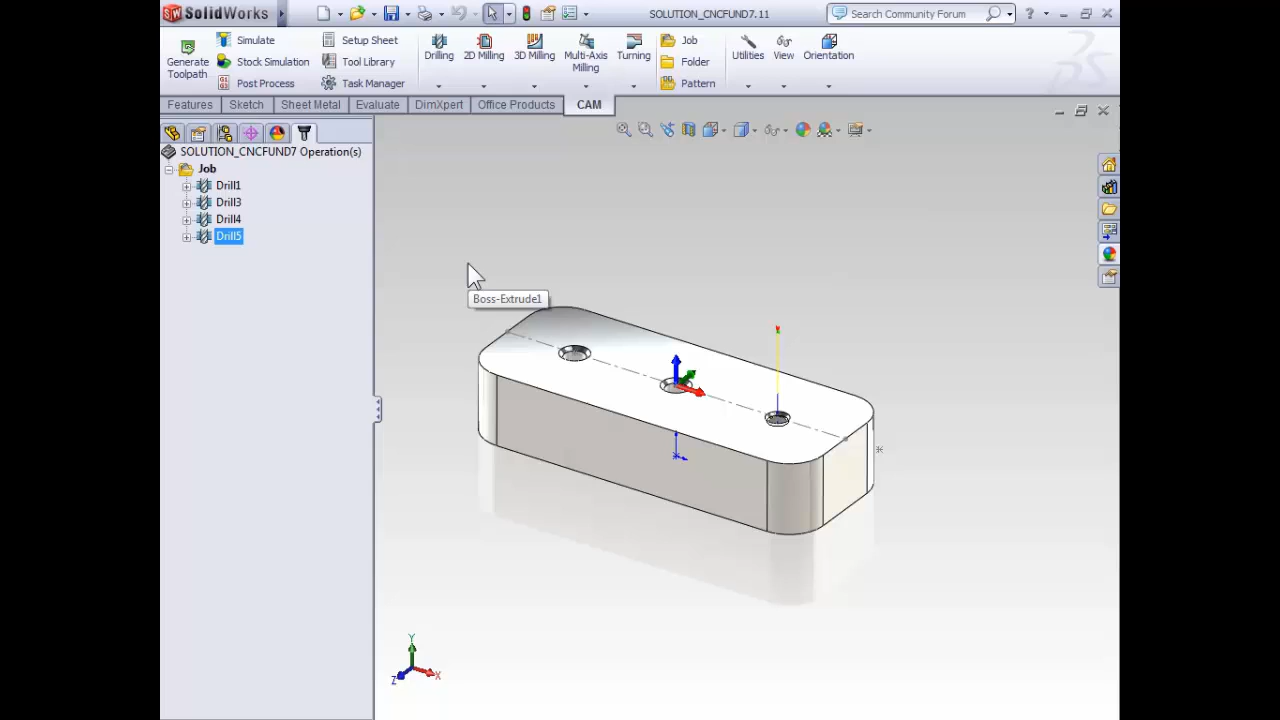 SolidWorks
SOLUTION_CNCFUND7.11
Search Community Forum
?
Generate
Toolpath
Simulate
Stock Simulation
Post Process
Setup Sheet
Tool Library
Task Manager
Drilling
2D Milling
3D Milling
Multi-Axis
Milling
Turning
Job
Folder
Pattern
Utilities
View
Orientation
Features
Sketch
Sheet Metal
Evaluate
DimXpert
Office Products
CAM
SOLUTION_CNCFUND7 Operation(s)
Job
Drill1
Drill3
Drill4
Drill5
Boss-Extrude1
Y
X
Z